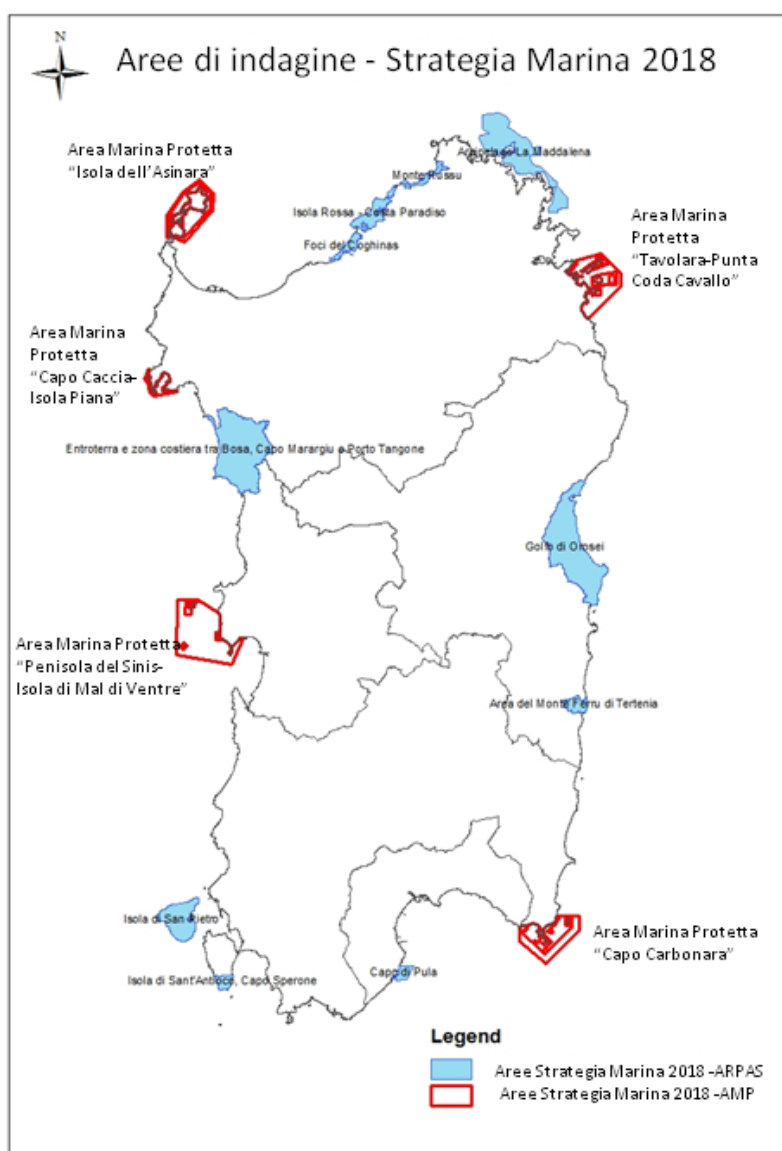 N
Aree di indagine - Strategia Marina 2018
Area Marina Protetta
"Isola dell'Asinara"
Arcipelago La Maddalena
Monte Russu
Isola Rossa - Costa Paradiso
Foci del Coghinas
Area Marina
Protetta
"Tavolara-Punta
Coda Cavallo"
Area Marina
Protetta
"Capo Caccia-
Isola Piana"
Entroterra e zona costiera tra Bosa, Capo Marargiu e Porto Tangone
Golfo di Orosei
Area Marina Protetta
"Penisola del Sinis-
Isola di Mal di Ventre"
Area del Monte Ferru di Tertenia
Isola di San Pietro
Isola di Sant'Antioco, Capo Sperone
Capo di Pula
Area Marina Protetta
"Capo Carbonara"
Legend
Aree Strategia Marina 2018 -ARPAS
Aree Strategia Marina 2018 -AMP